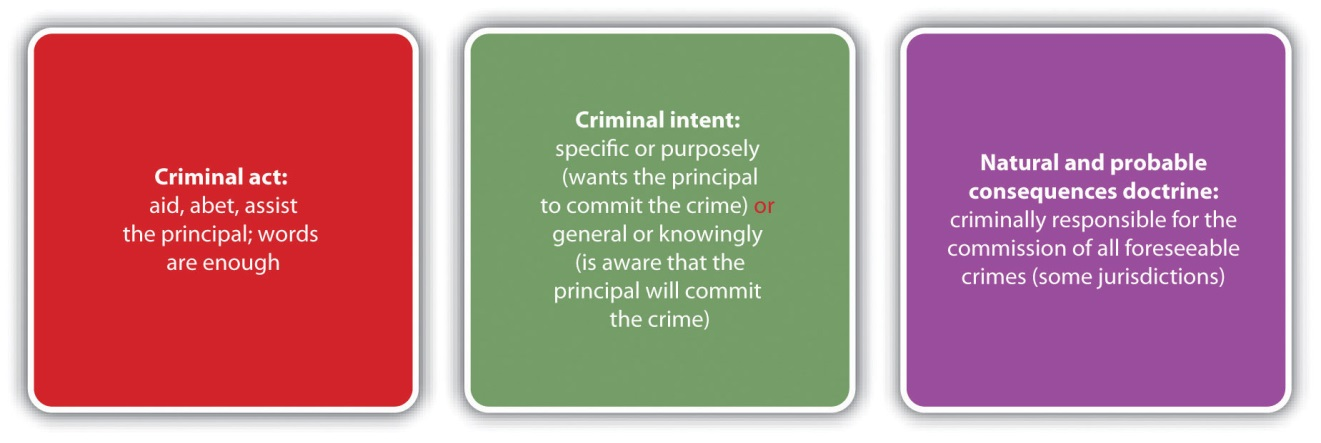 Criminal act:
aid, abet, assist
the principal; words
are enough
Criminal intent:
specific or purposely
(wants the principal
to commit the crime) or
general or knowingly
(is aware that the
principal will commit
the crime)
Natural and probable
consequences doctrine:
criminally responsible for the
commission of all foreseeable
crimes (some jurisdictions)